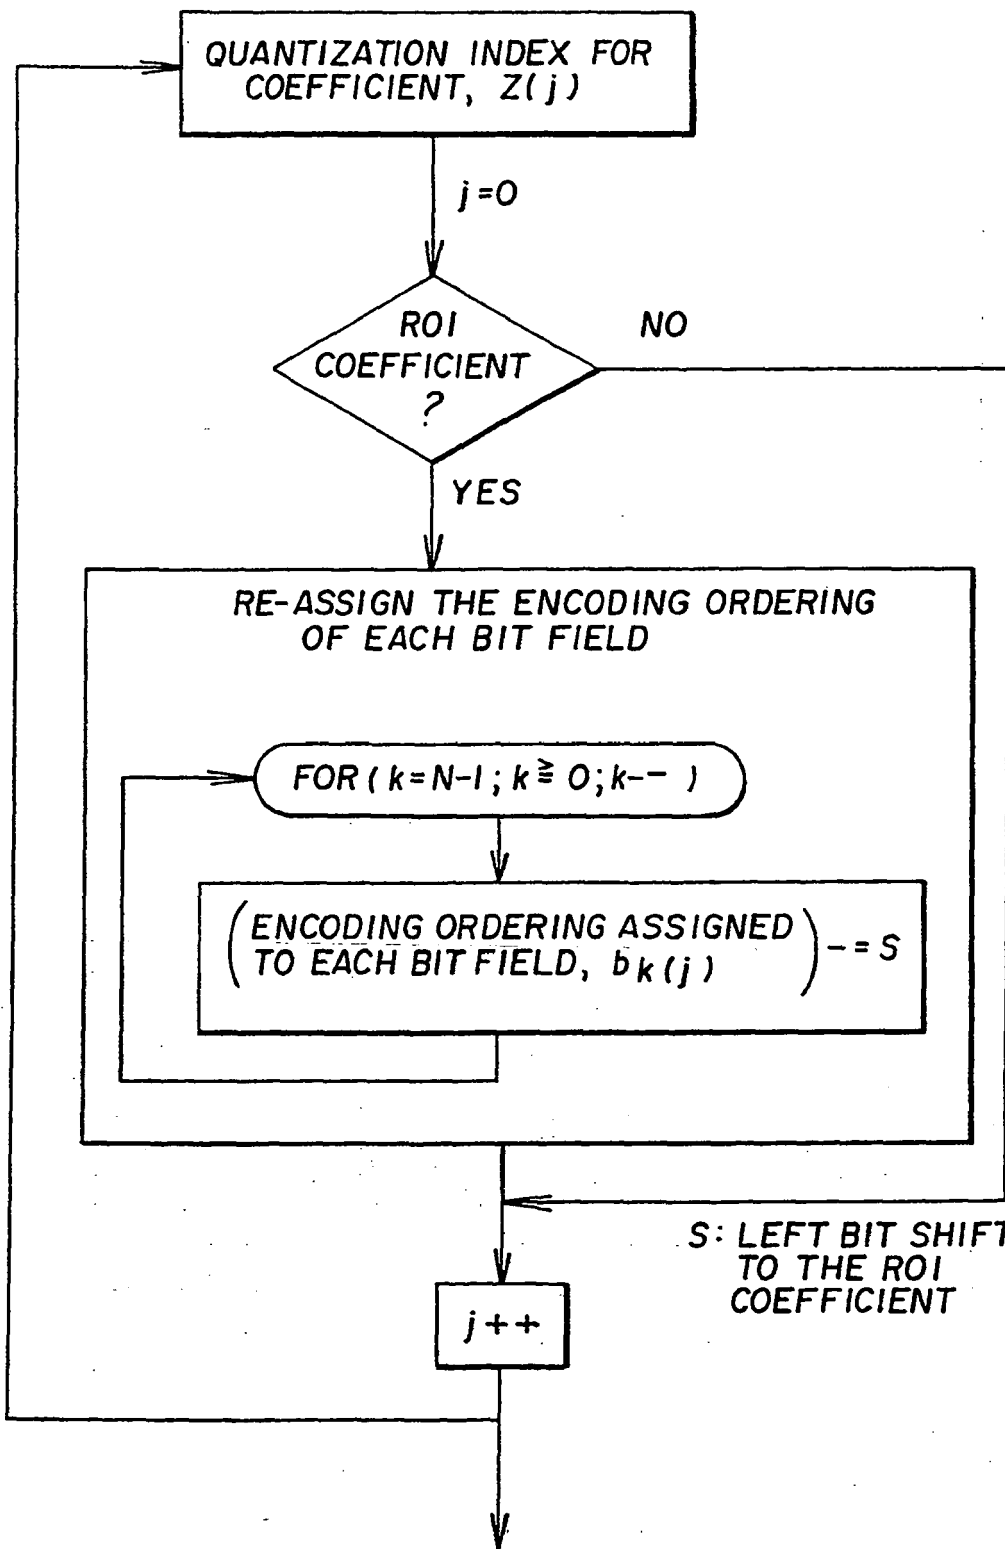 QUANTIZATION INDEX FOR
COEFFICIENT, Z(j)
j=0
ROI
COEFFICIENT
?
NO
YES
RE-ASSIGN THE ENCODING ORDERING
OF EACH BIT FIELD
FOR (k=N-1; k≧0; k--)
(ENCODING ORDERING ASSIGNED
TO EACH BIT FIELD, bk(j)) -=S
S: LEFT BIT SHIFT
TO THE ROI
COEFFICIENT
j++